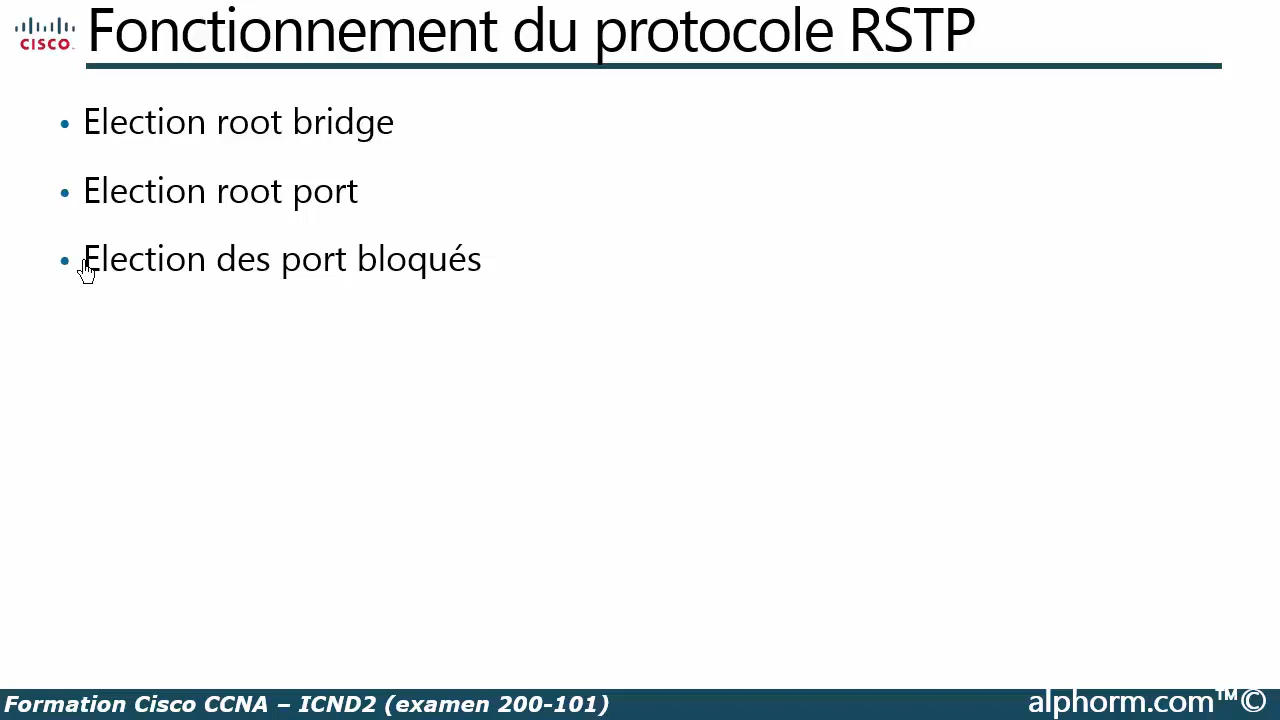 CISCO
Fonctionnement du protocole RSTP
• Election root bridge
• Election root port
• Election des port bloqués
Formation Cisco CCNA – ICND2 (examen 200-101)
alphorm.com™©